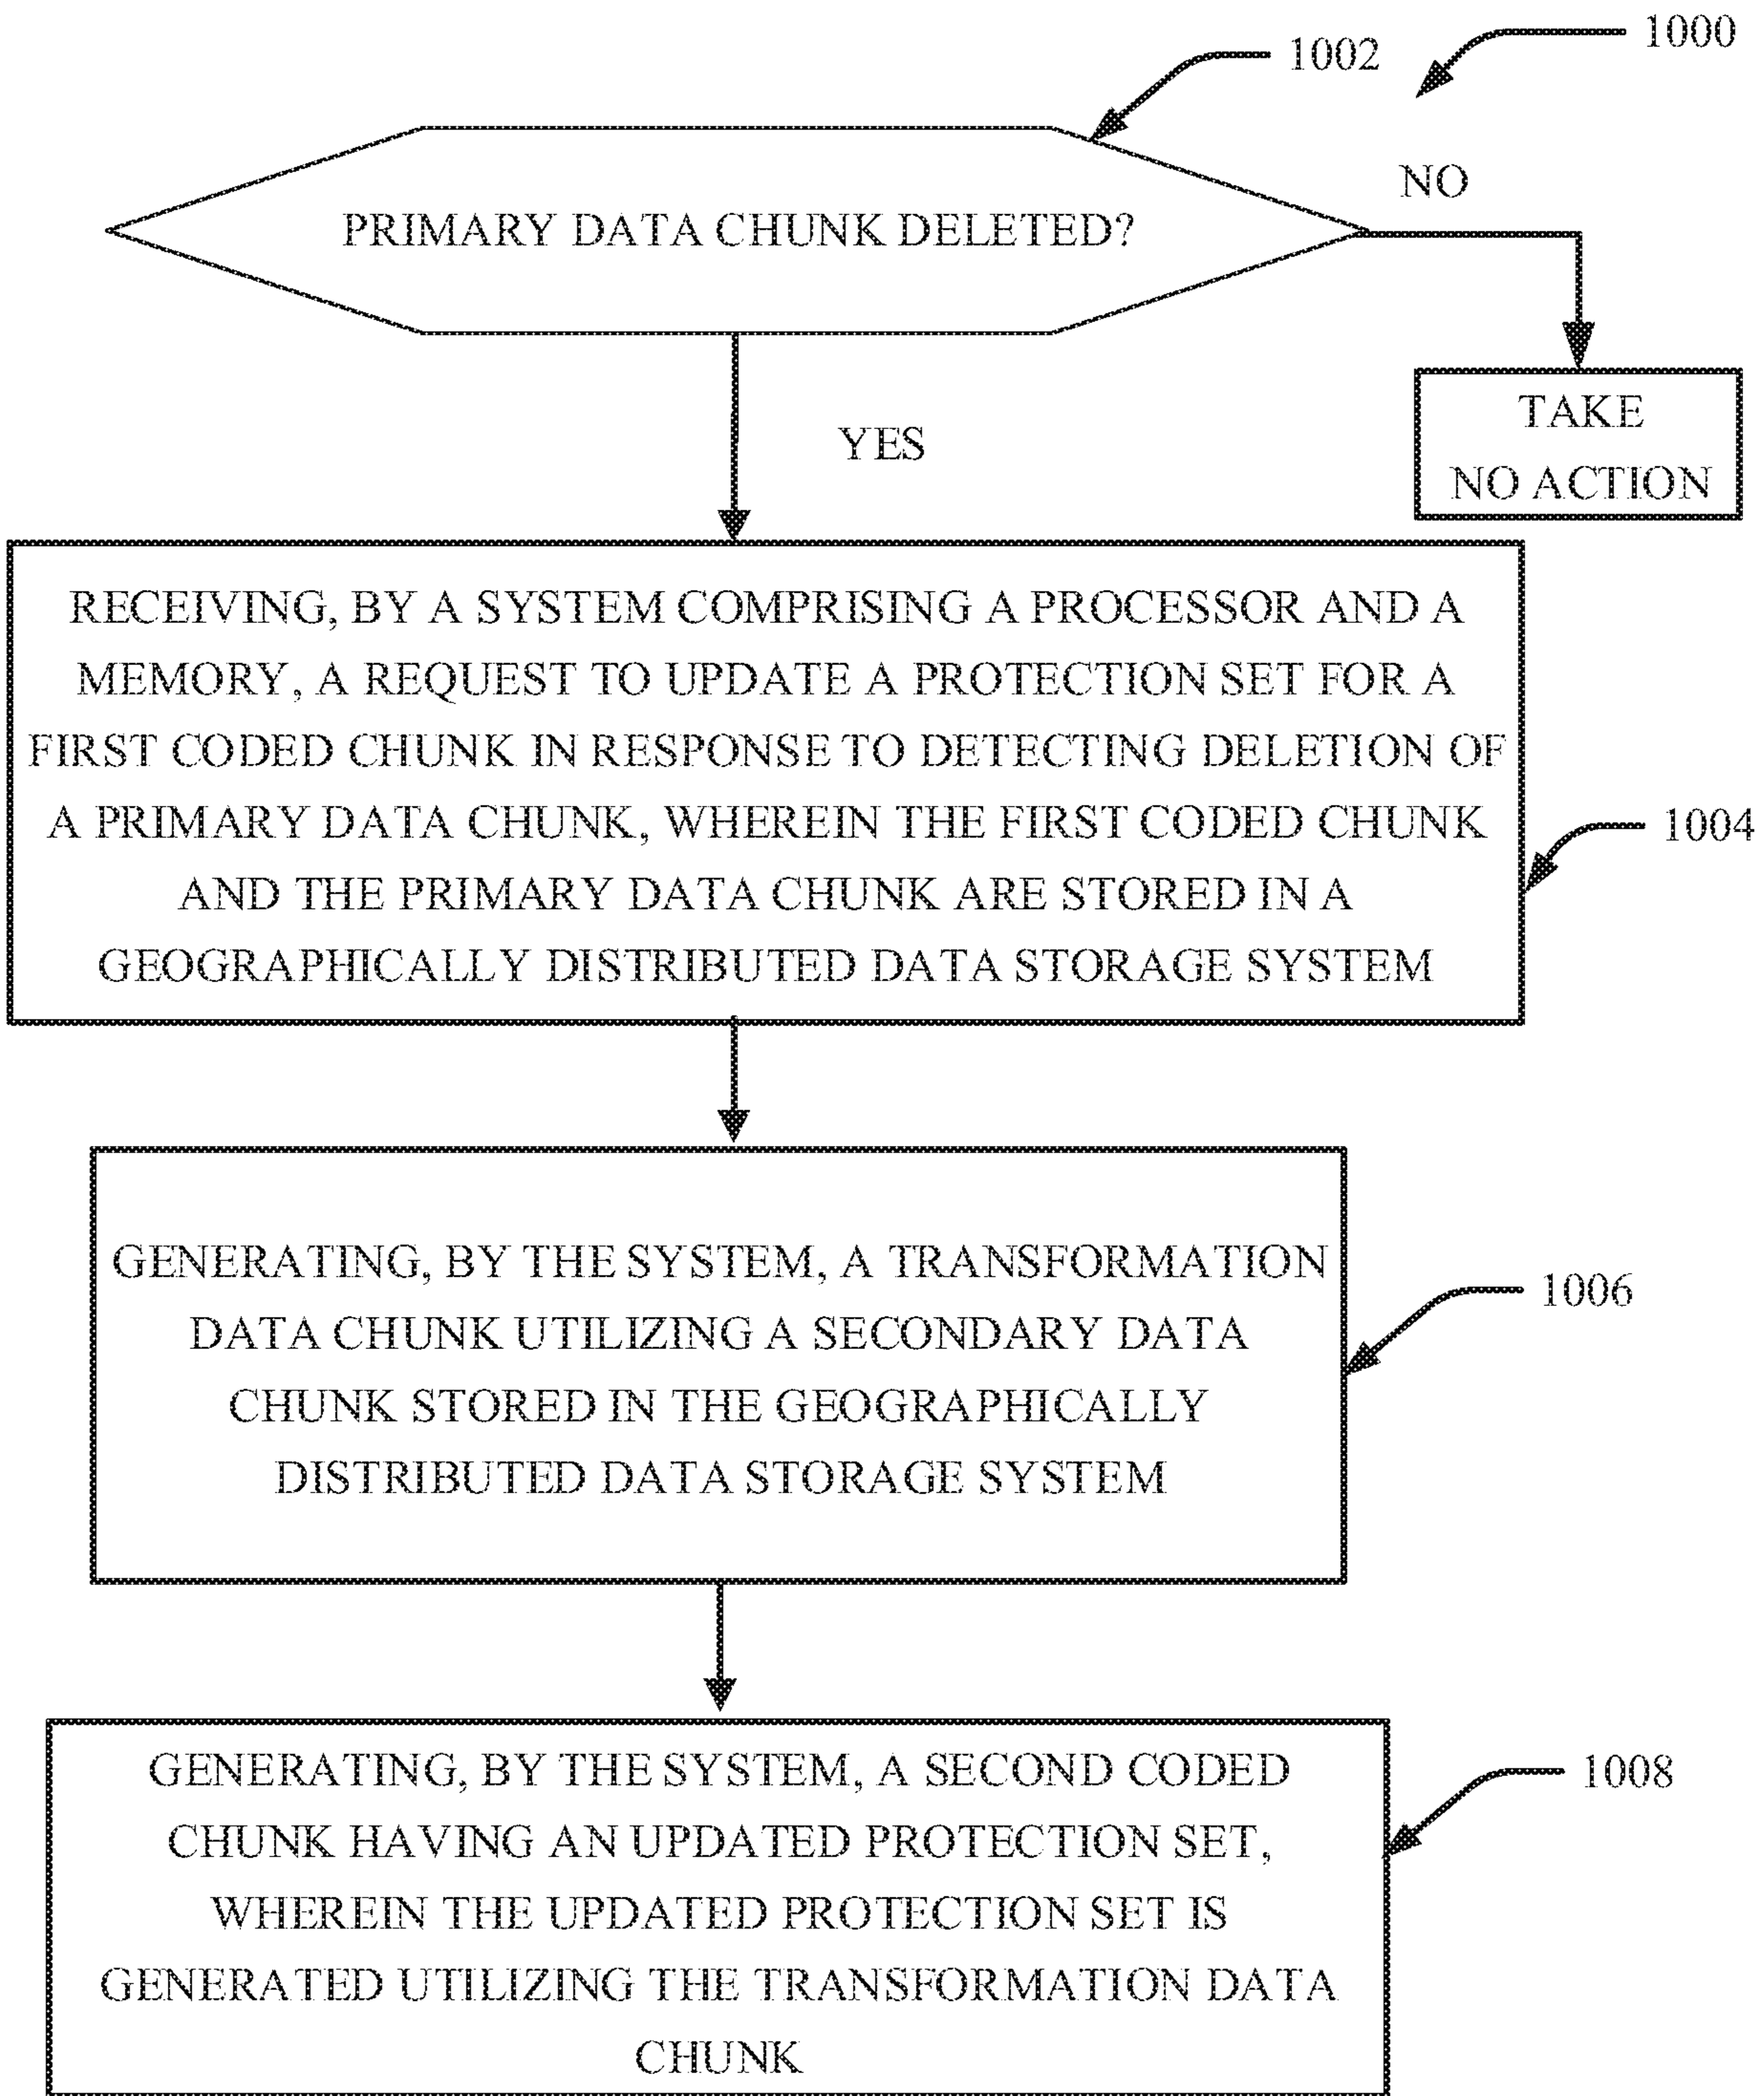 1000
1002
NO
PRIMARY DATA CHUNK DELETED?
TAKE
NO ACTION
YES
RECEIVING, BY A SYSTEM COMPRISING A PROCESSOR AND A
MEMORY, A REQUEST TO UPDATE A PROTECTION SET FOR A
FIRST CODED CHUNK IN RESPONSE TO DETECTING DELETION OF
A PRIMARY DATA CHUNK, WHEREIN THE FIRST CODED CHUNK
AND THE PRIMARY DATA CHUNK ARE STORED IN A
GEOGRAPHICALLY DISTRIBUTED DATA STORAGE SYSTEM
1004
GENERATING, BY THE SYSTEM, A TRANSFORMATION
DATA CHUNK UTILIZING A SECONDARY DATA
CHUNK STORED IN THE GEOGRAPHICALLY
DISTRIBUTED DATA STORAGE SYSTEM
1006
GENERATING, BY THE SYSTEM, A SECOND CODED
CHUNK HAVING AN UPDATED PROTECTION SET,
WHEREIN THE UPDATED PROTECTION SET IS
GENERATED UTILIZING THE TRANSFORMATION DATA
CHUNK
1008